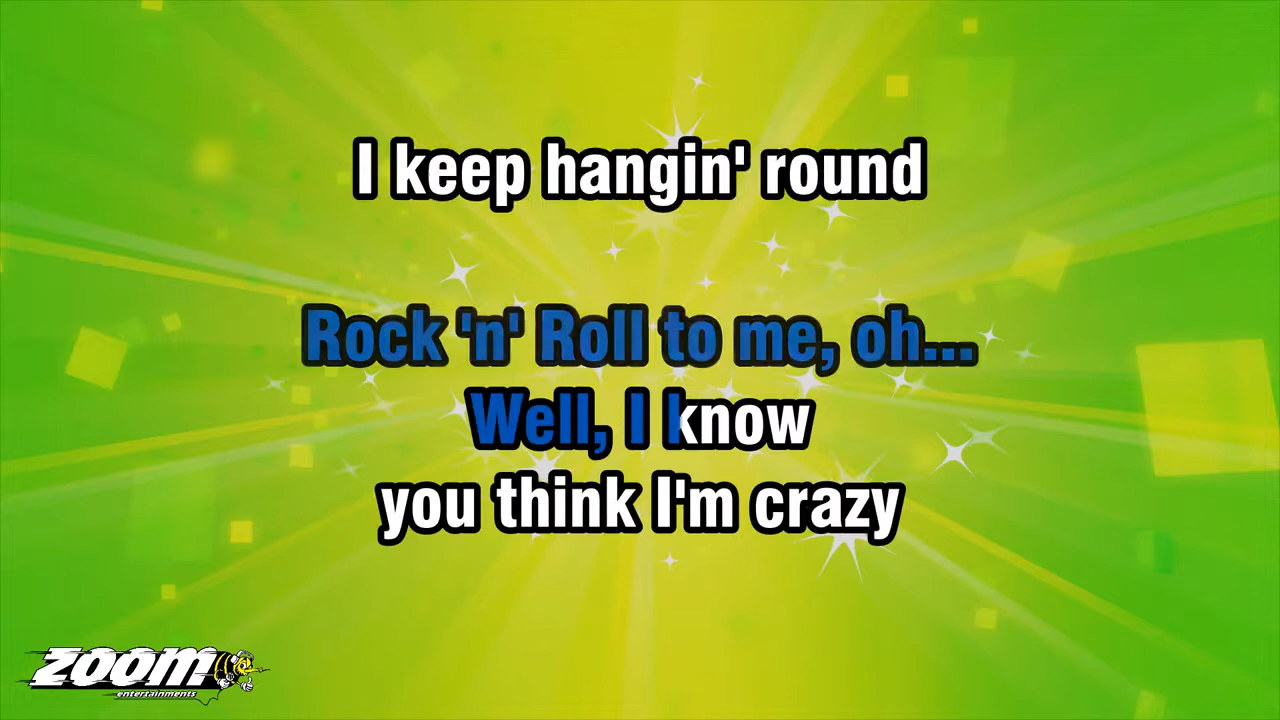 I keep hangin' round
Rock 'n' Roll to me, oh...
Well, I know
you think I'm crazy
zoom
entertainments